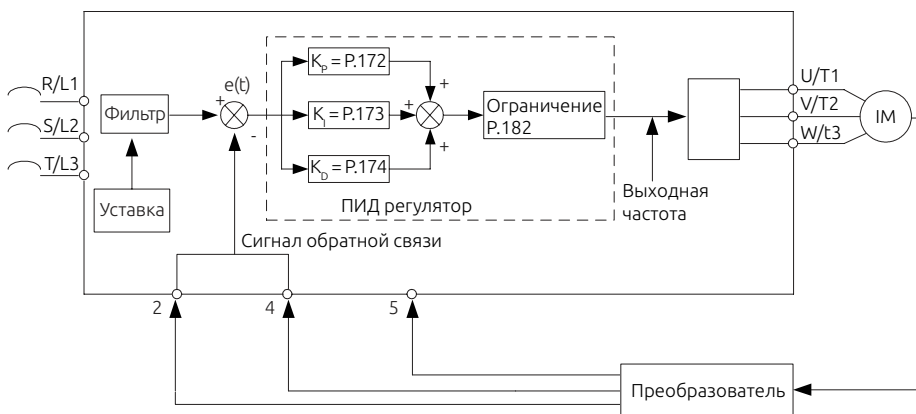 R/L1
S/L2
T/L3
Фильтр
Уставка
+
e(t)
-
K_P = P.172
K_I = P.173
K_D = P.174
+
+
+
Ограничение
P.182
ПИД регулятор
Выходная
частота
U/T1
V/T2
W/t3
IM
Сигнал обратной связи
2
4
5
Преобразователь